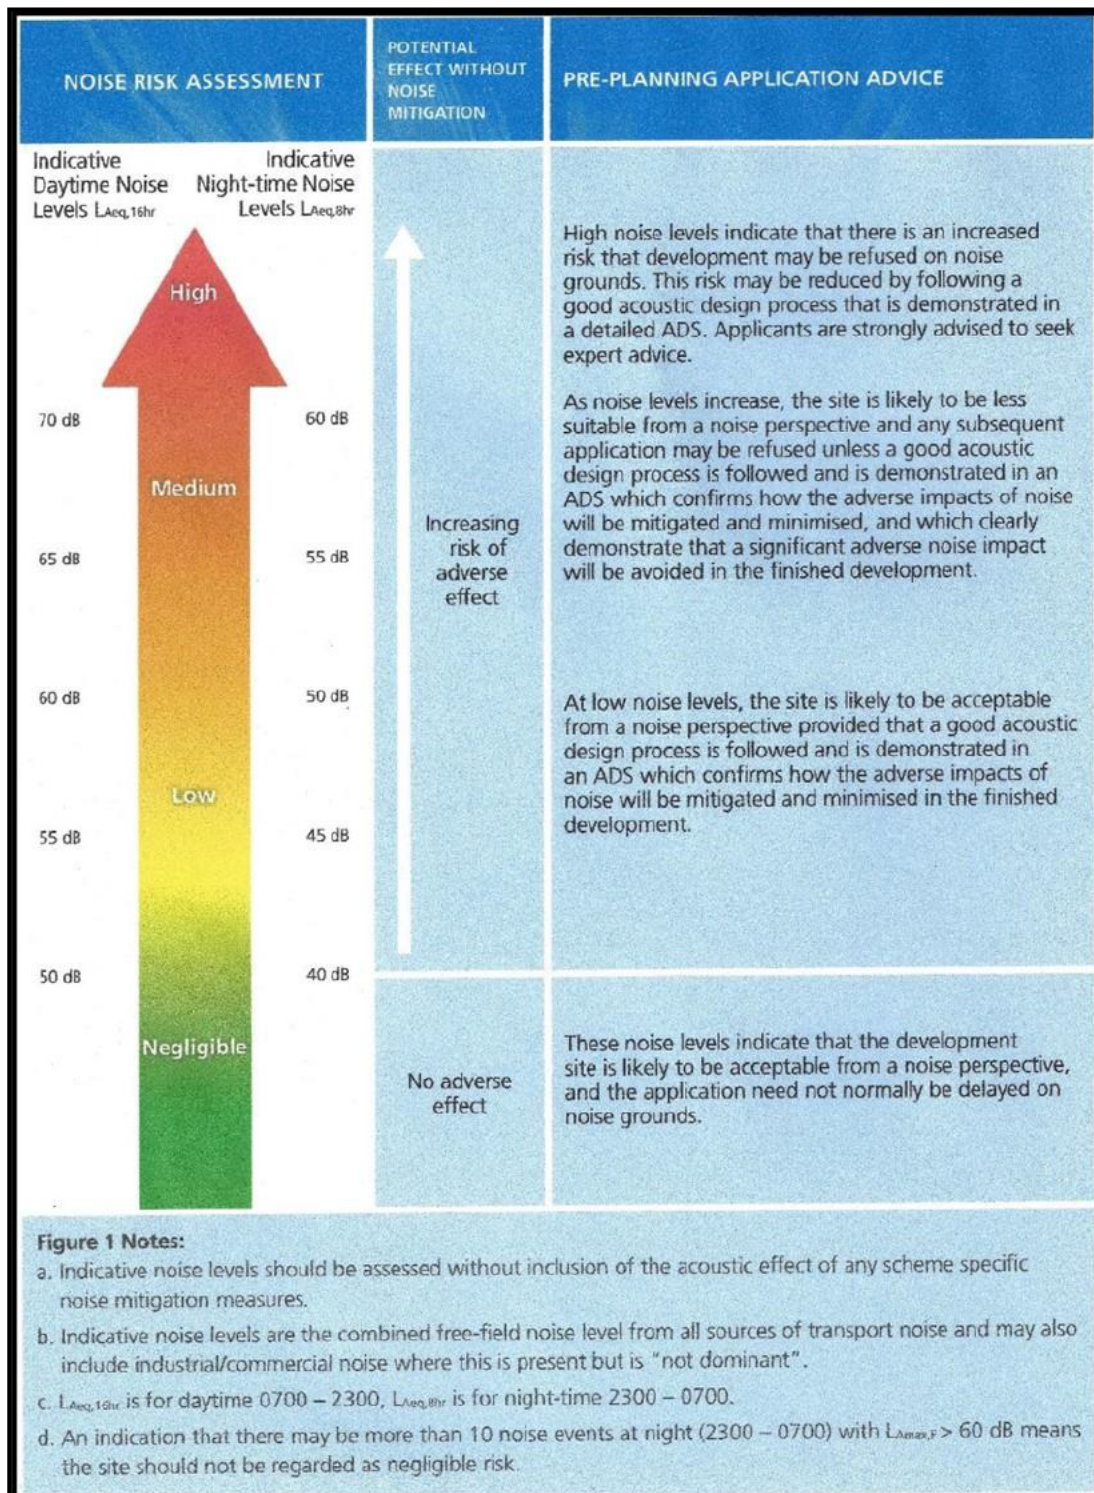 NOISE RISK ASSESSMENT
POTENTIAL
EFFECT WITHOUT
NOISE
MITIGATION
PRE-PLANNING APPLICATION ADVICE
Indicative
Daytime Noise
Levels LAeq,16hr
Indicative
Night-time Noise
Levels LAeq,8hr
High
70 dB
60 dB
Medium
65 dB
55 dB
60 dB
50 dB
Low
55 dB
45 dB
50 dB
40 dB
Negligible
Increasing
risk of
adverse
effect
No adverse
effect
High noise levels indicate that there is an increased
risk that development may be refused on noise
grounds. This risk may be reduced by following a
good acoustic design process that is demonstrated in
a detailed ADS. Applicants are strongly advised to seek
expert advice.
As noise levels increase, the site is likely to be less
suitable from a noise perspective and any subsequent
application may be refused unless a good acoustic
design process is followed and is demonstrated in an
ADS which confirms how the adverse impacts of noise
will be mitigated and minimised, and which clearly
demonstrate that a significant adverse noise impact
will be avoided in the finished development.
At low noise levels, the site is likely to be acceptable
from a noise perspective provided that a good acoustic
design process is followed and is demonstrated in
an ADS which confirms how the adverse impacts of
noise will be mitigated and minimised in the finished
development.
These noise levels indicate that the development
site is likely to be acceptable from a noise perspective,
and the application need not normally be delayed on
noise grounds.
Figure 1 Notes:
a. Indicative noise levels should be assessed without inclusion of the acoustic effect of any scheme specific
noise mitigation measures.
b. Indicative noise levels are the combined free-field noise level from all sources of transport noise and may also
include industrial/commercial noise where this is present but is "not dominant".
c. LAeq,16hr is for daytime 0700 – 2300, LAeq,8hr is for night-time 2300 – 0700.
d. An indication that there may be more than 10 noise events at night (2300 – 0700) with LAmax,F > 60 dB means
the site should not be regarded as negligible risk.